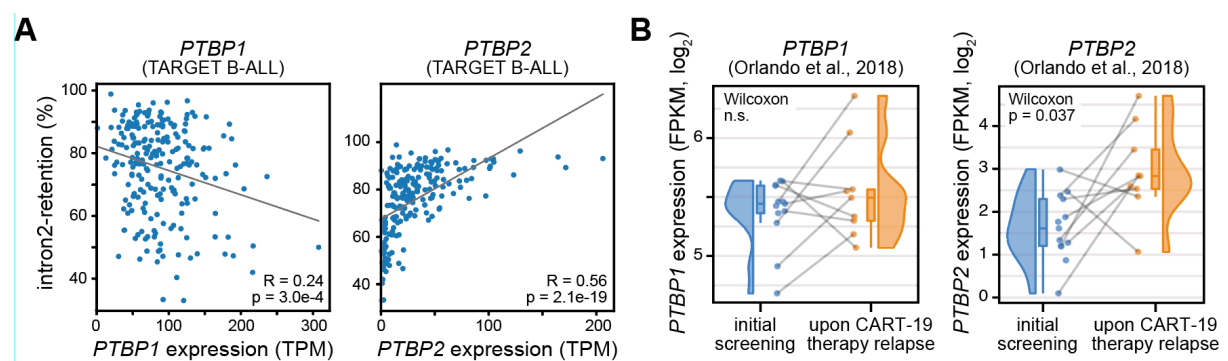 A
PTBP1
(TARGET B-ALL)
intron2-retention (%)
100
80
60
40
R = 0.24
p = 3.0e-4
0
100
200
300
PTBP1 expression (TPM)
PTBP2
(TARGET B-ALL)
100
80
60
40
R = 0.56
p = 2.1e-19
0
100
200
PTBP2 expression (TPM)
B
PTBP1
(Orlando et al., 2018)
PTBP1 expression (FPKM, log2)
Wilcoxon
n.s.
6
5
initial
screening
upon CART-19
therapy relapse
PTBP2
(Orlando et al., 2018)
PTBP2 expression (FPKM, log2)
Wilcoxon
p = 0.037
4
3
2
1
0
initial
screening
upon CART-19
therapy relapse